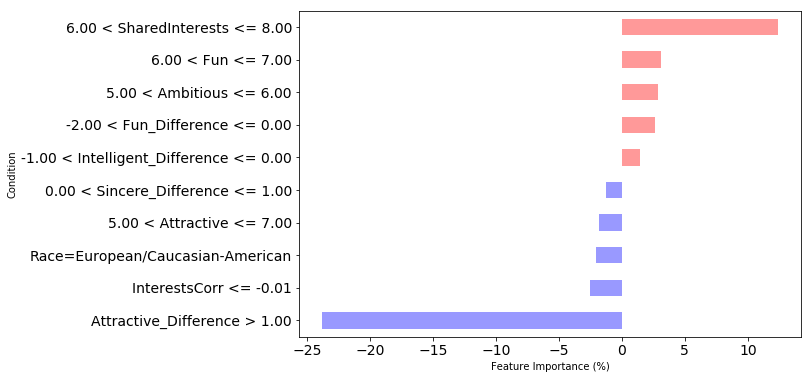 6.00 < SharedInterests <= 8.00
6.00 < Fun <= 7.00
5.00 < Ambitious <= 6.00
-2.00 < Fun_Difference <= 0.00
-1.00 < Intelligent_Difference <= 0.00
0.00 < Sincere_Difference <= 1.00
5.00 < Attractive <= 7.00
Race=European/Caucasian-American
InterestsCorr <= -0.01
Attractive_Difference > 1.00
Condition
−25 −20 −15 −10 −5 0 5 10
Feature Importance (%)